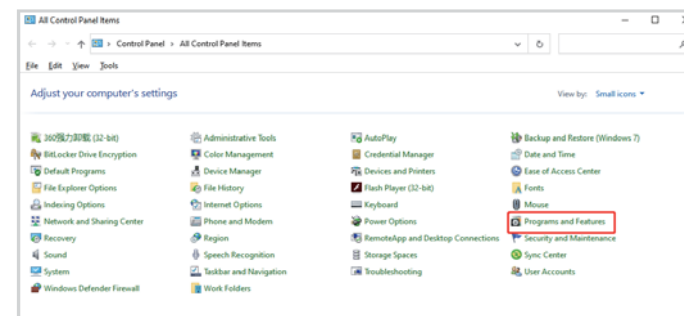 All Control Panel Items
Control Panel > All Control Panel Items
File Edit View Tools
Adjust your computer's settings
View by: Small icons
360强力卸载 (32-bit) Administrative Tools AutoPlay Backup and Restore (Windows 7)
BitLocker Drive Encryption Color Management Credential Manager Date and Time
Default Programs Device Manager Devices and Printers Ease of Access Center
File Explorer Options File History Flash Player (32-bit) Fonts
Indexing Options Internet Options Keyboard Mouse
Network and Sharing Center Phone and Modem Power Options Programs and Features
Recovery Region RemoteApp and Desktop Connections Security and Maintenance
Sound Speech Recognition Storage Spaces Sync Center
System Taskbar and Navigation Troubleshooting User Accounts
Windows Defender Firewall Work Folders